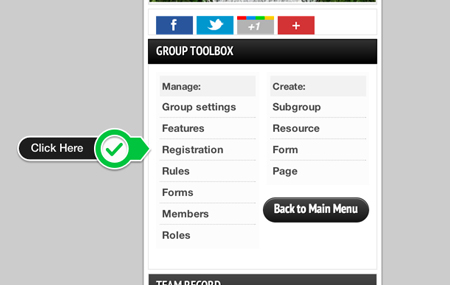 f
+1
+
GROUP TOOLBOX
Manage:
Group settings
Features
Registration
Rules
Forms
Members
Roles
Create:
Subgroup
Resource
Form
Page
Back to Main Menu
Click Here
TEAM RECORD